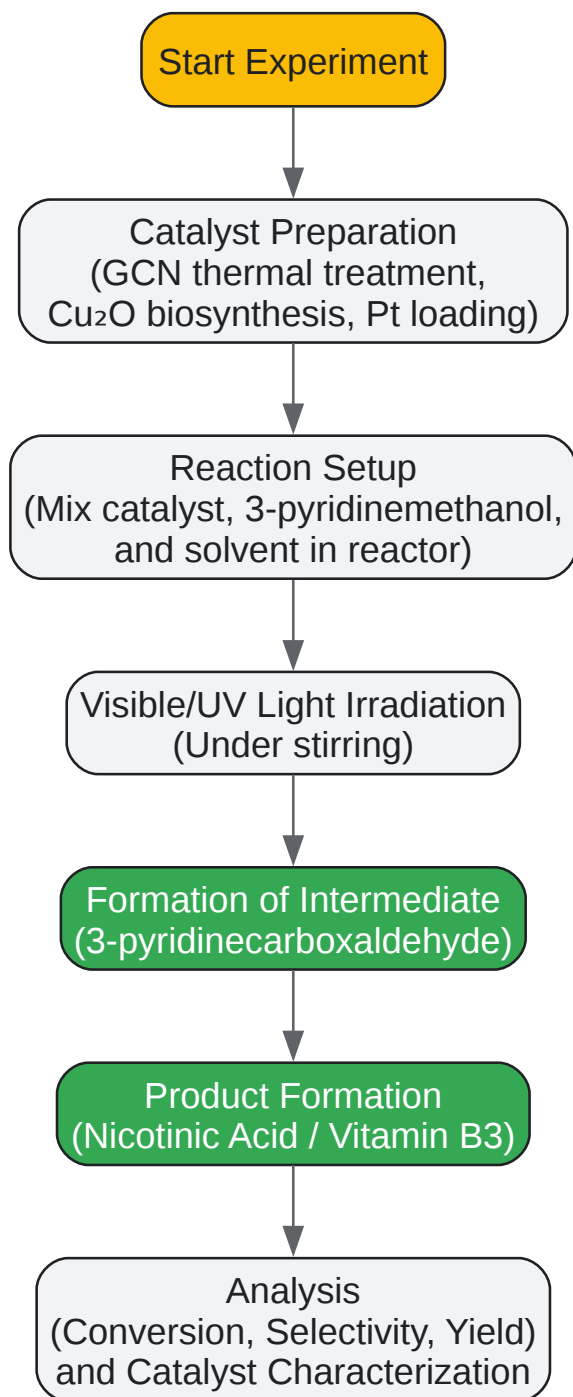 Start Experiment
Catalyst Preparation
(GCN thermal treatment,
Cu₂O biosynthesis, Pt loading)
Reaction Setup
(Mix catalyst, 3-pyridinemethanol,
and solvent in reactor)
Visible/UV Light Irradiation
(Under stirring)
Formation of Intermediate
(3-pyridinecarboxaldehyde)
Product Formation
(Nicotinic Acid / Vitamin B3)
Analysis
(Conversion, Selectivity, Yield)
and Catalyst Characterization